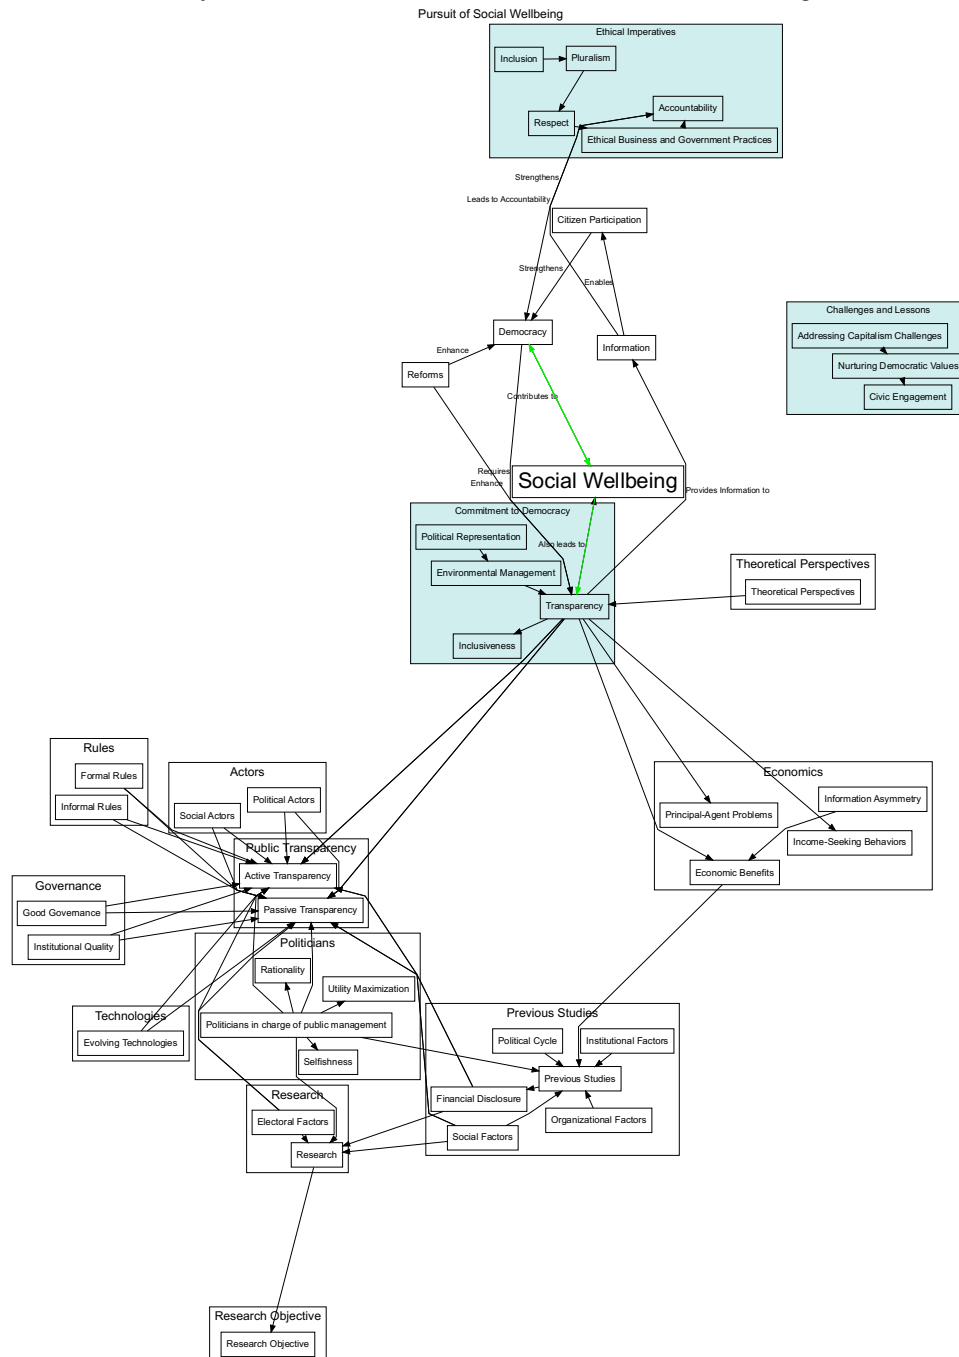 Pursuit of Social Wellbeing
Ethical Imperatives
Inclusion
Pluralism
Accountability
Respect
Ethical Business and Government Practices
Strengthens
Leads to Accountability
Citizen Participation
Strengthens
Enables
Challenges and Lessons
Addressing Capitalism Challenges
Nurturing Democratic Values
Civic Engagement
Democracy
Information
Enhance
Reforms
Contributes to
Requires
Enhance
Social Wellbeing
Provides Information to
Commitment to Democracy
Political Representation
Also leads to
Environmental Management
Transparency
Inclusiveness
Theoretical Perspectives
Theoretical Perspectives
Rules
Formal Rules
Informal Rules
Actors
Political Actors
Social Actors
Economics
Information Asymmetry
Principal-Agent Problems
Income-Seeking Behaviors
Economic Benefits
Public Transparency
Active Transparency
Passive Transparency
Governance
Good Governance
Institutional Quality
Politicians
Rationality
Utility Maximization
Politicians in charge of public management
Selfishness
Technologies
Evolving Technologies
Previous Studies
Political Cycle
Institutional Factors
Previous Studies
Financial Disclosure
Organizational Factors
Social Factors
Research
Electoral Factors
Research
Research Objective
Research Objective